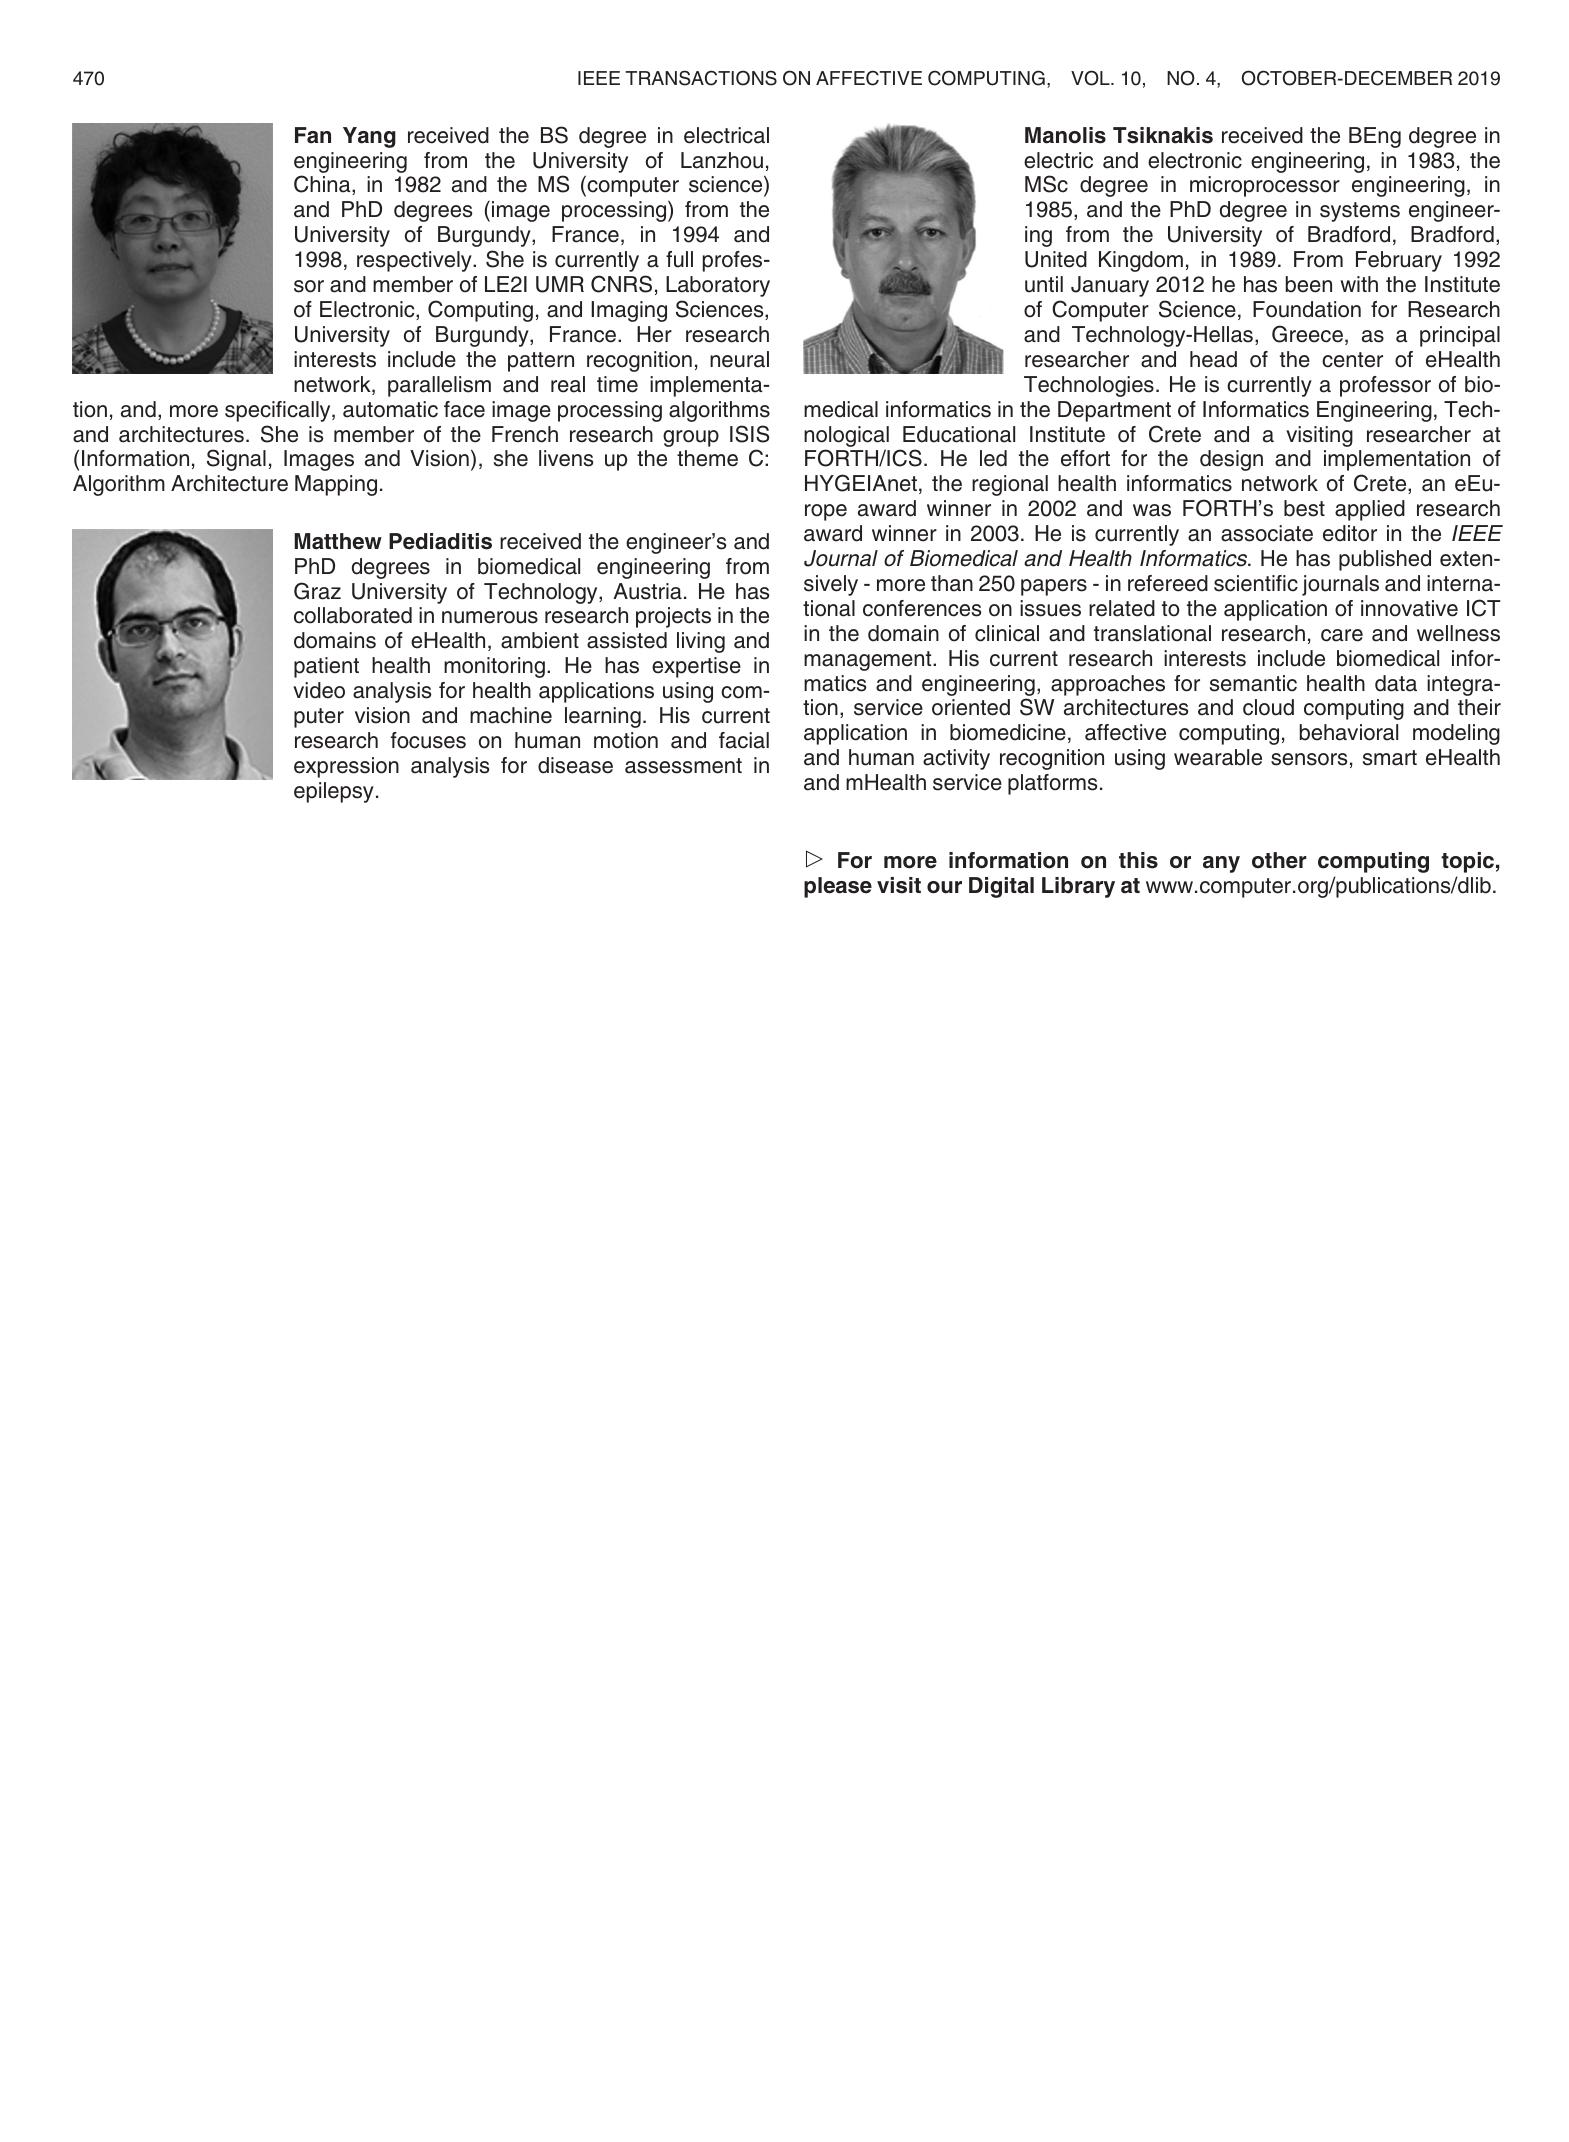 470
IEEE TRANSACTIONS ON AFFECTIVE COMPUTING, VOL. 10, NO. 4, OCTOBER-DECEMBER 2019
Fan Yang received the BS degree in electrical
engineering from the University of Lanzhou,
China, in 1982 and the MS (computer science)
and PhD degrees (image processing) from the
University of Burgundy, France, in 1994 and
1998, respectively. She is currently a full profes-
sor and member of LE2I UMR CNRS, Laboratory
of Electronic, Computing, and Imaging Sciences,
University of Burgundy, France. Her research
interests include the pattern recognition, neural
network, parallelism and real time implementa-
tion, and, more specifically, automatic face image processing algorithms
and architectures. She is member of the French research group ISIS
(Information, Signal, Images and Vision), she livens up the theme C:
Algorithm Architecture Mapping.
Matthew Pediaditis received the engineer's and
PhD degrees in biomedical engineering from
Graz University of Technology, Austria. He has
collaborated in numerous research projects in the
domains of eHealth, ambient assisted living and
patient health monitoring. He has expertise in
video analysis for health applications using com-
puter vision and machine learning. His current
research focuses on human motion and facial
expression analysis for disease assessment in
epilepsy.
Manolis Tsiknakis received the BEng degree in
electric and electronic engineering, in 1983, the
MSc degree in microprocessor engineering, in
1985, and the PhD degree in systems engineer-
ing from the University of Bradford, Bradford,
United Kingdom, in 1989. From February 1992
until January 2012 he has been with the Institute
of Computer Science, Foundation for Research
and Technology-Hellas, Greece, as a principal
researcher and head of the center of eHealth
Technologies. He is currently a professor of bio-
medical informatics in the Department of Informatics Engineering, Tech-
nological Educational Institute of Crete and a visiting researcher at
FORTH/ICS. He led the effort for the design and implementation of
HYGEIAnet, the regional health informatics network of Crete, an eEu-
rope award winner in 2002 and was FORTH's best applied research
award winner in 2003. He is currently an associate editor in the IEEE
Journal of Biomedical and Health Informatics. He has published exten-
sively - more than 250 papers - in refereed scientific journals and interna-
tional conferences on issues related to the application of innovative ICT
in the domain of clinical and translational research, care and wellness
management. His current research interests include biomedical infor-
matics and engineering, approaches for semantic health data integra-
tion, service oriented SW architectures and cloud computing and their
application in biomedicine, affective computing, behavioral modeling
and human activity recognition using wearable sensors, smart eHealth
and mHealth service platforms.
▷ For more information on this or any other computing topic,
please visit our Digital Library at www.computer.org/publications/dlib.